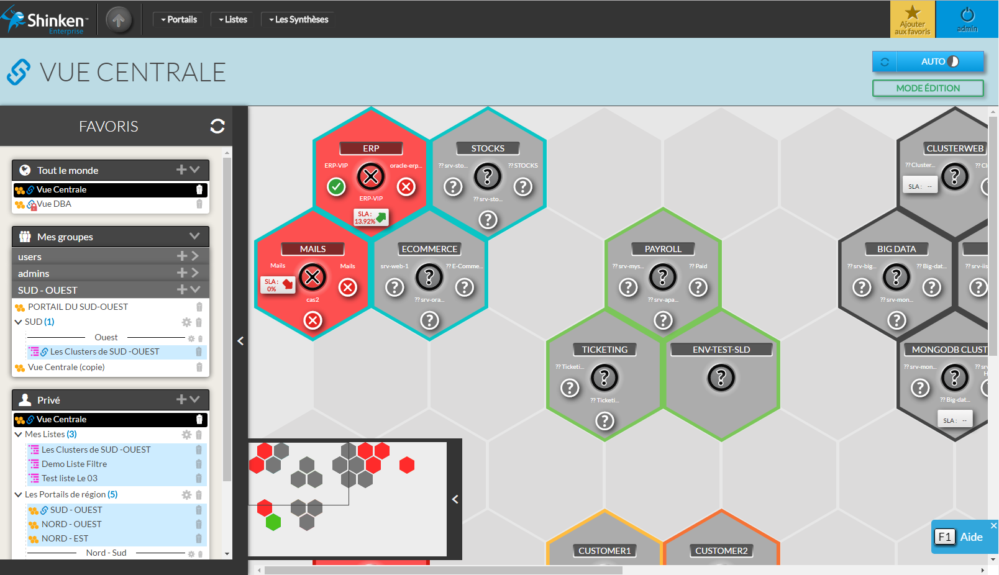 Shinken™
Enterprise
Portails
Listes
Les Synthèses
Ajouter
aux favoris
admin
VUE CENTRALE
AUTO
MODE ÉDITION
FAVORIS
Tout le monde
Vue Centrale
Vue DBA
Mes groupes
users
admins
SUD - OUEST
PORTAIL DU SUD-OUEST
SUD (1)
Ouest
Les Clusters de SUD -OUEST
Vue Centrale (copie)
Privé
Vue Centrale
Mes Listes (3)
Les Clusters de SUD -OUEST
Demo Liste Filtre
Test liste Le 03
Les Portails de région (5)
SUD - OUEST
NORD - OUEST
NORD - EST
Nord - Sud
ERP
ERP-VIP
oracle-erp...
ERP-VIP
SLA :
13.92%
STOCKS
?? srv-sto...
?? STOCKS
?? srv-sto...
CLUSTERWEB
?? Cluster...
?? Cl
SLA : --
MAILS
Mails
Mails
SLA :
0%
cas2
ECOMMERCE
srv-web-1
?? E-Comme...
?? srv-ora...
PAYROLL
?? srv-mys...
?? Paid
?? srv-apa...
BIG DATA
?? srv-big...
?? Big-dat...
?? srv-mon...
?? srv-iis
TICKETING
?? Ticketi...
?? Ticketi...
ENV-TEST-SLD
MONGODB CLUST
?? srv-mon...
?? srv
H
?? Big-dat...
SLA : --
CUSTOMER1
CUSTOMER2
F1 Aide